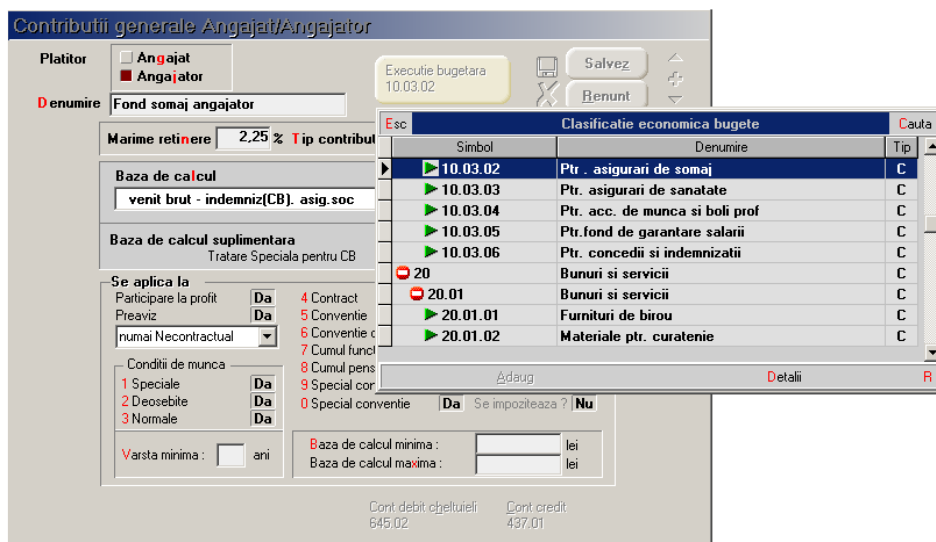 Contributii generale Angajat/Angajator
Platitor
Angajat
Angajator
Executie bugetara
10.03.02
Salvez
Renunt
Denumire Fond somaj angajator
Marime retinere 2,25 % Tip contribut
Baza de calcul
venit brut - indemniz(CB). asig.soc
Baza de calcul suplimentara
Tratare Speciala pentru CB
Esc Clasificatie economica bugete Cauta
Simbol Denumire Tip
10.03.02 Ptr . asigurari de somaj C
10.03.03 Ptr. asigurari de sanatate C
10.03.04 Ptr. acc. de munca si boli prof C
10.03.05 Ptr.fond de garantare salarii C
10.03.06 Ptr. concedii si indemnizatii C
20 Bunuri si servicii C
20.01 Bunuri si servicii C
20.01.01 Furnituri de birou C
20.01.02 Materiale ptr. curatenie C
Adaug Detalii R
Se aplica la
Participare la profit Da
Preaviz Da
numai Necontractual
Conditii de munca
1 Speciale Da
2 Deosebite Da
3 Normale Da
Varsta minima : ani
4 Contract
5 Conventie
6 Conventie c
7 Cumul funct
8 Cumul pens
9 Special cor
0 Special conventie Da Se impoziteaza ? Nu
Baza de calcul minima : lei
Baza de calcul maxima : lei
Cont debit cheltuieli Cont credit
645.02 437.01